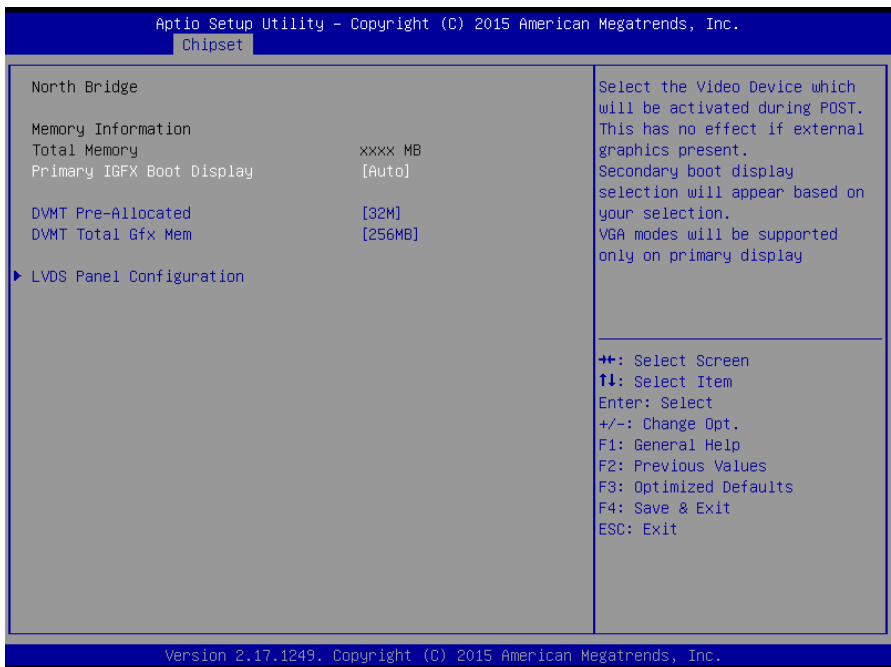 Aptio Setup Utility – Copyright (C) 2015 American Megatrends, Inc.
Chipset
North Bridge
Memory Information
Total Memory xxxx MB
Primary IGFX Boot Display [Auto]
DVMT Pre-Allocated [32M]
DVMT Total Gfx Mem [256MB]
LVDS Panel Configuration
Select the Video Device which
will be activated during POST.
This has no effect if external
graphics present.
Secondary boot display
selection will appear based on
your selection.
VGA modes will be supported
only on primary display
→←: Select Screen
↑↓: Select Item
Enter: Select
+/-: Change Opt.
F1: General Help
F2: Previous Values
F3: Optimized Defaults
F4: Save & Exit
ESC: Exit
Version 2.17.1249. Copyright (C) 2015 American Megatrends, Inc.